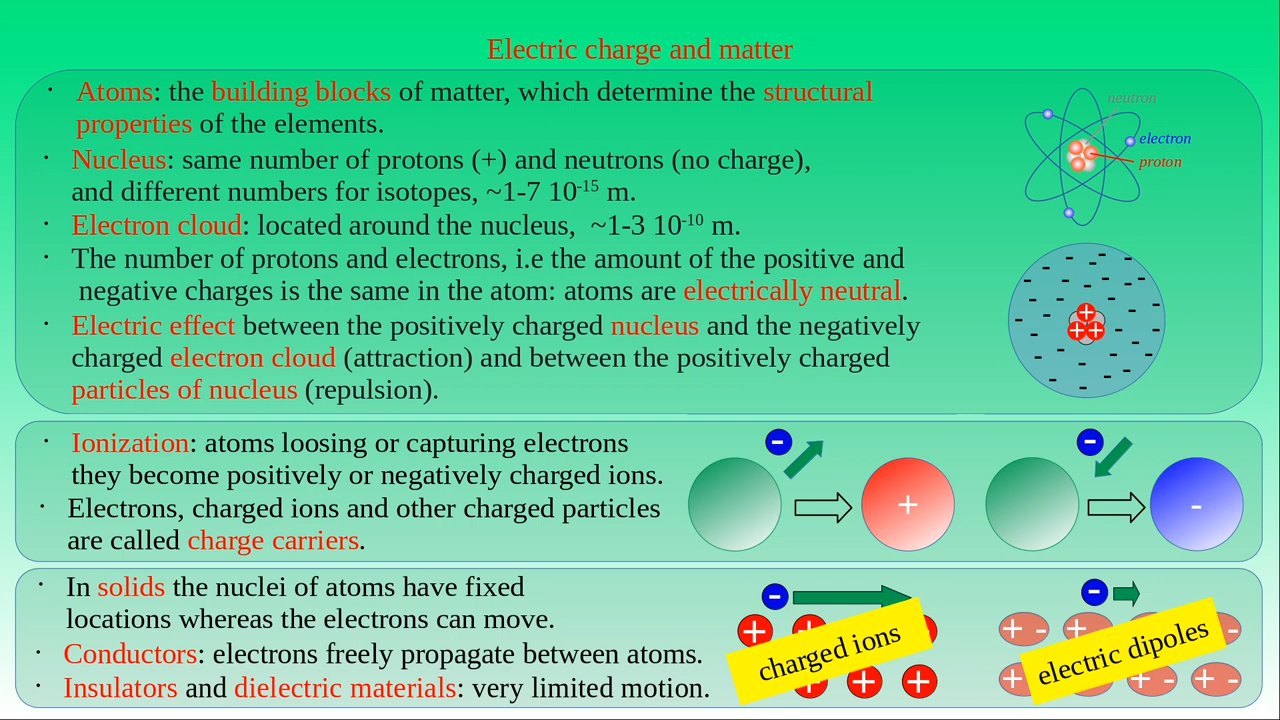 Electric charge and matter
· Atoms: the building blocks of matter, which determine the structural
properties of the elements.
· Nucleus: same number of protons (+) and neutrons (no charge),
and different numbers for isotopes, ~1-7 10⁻¹⁵ m.
· Electron cloud: located around the nucleus, ~1-3 10⁻¹⁰ m.
· The number of protons and electrons, i.e the amount of the positive and
negative charges is the same in the atom: atoms are electrically neutral.
· Electric effect between the positively charged nucleus and the negatively
charged electron cloud (attraction) and between the positively charged
particles of nucleus (repulsion).
neutron
electron
proton
· Ionization: atoms loosing or capturing electrons
they become positively or negatively charged ions.
· Electrons, charged ions and other charged particles
are called charge carriers.
· In solids the nuclei of atoms have fixed
locations whereas the electrons can move.
· Conductors: electrons freely propagate between atoms.
· Insulators and dielectric materials: very limited motion.
charged ions
electric dipoles